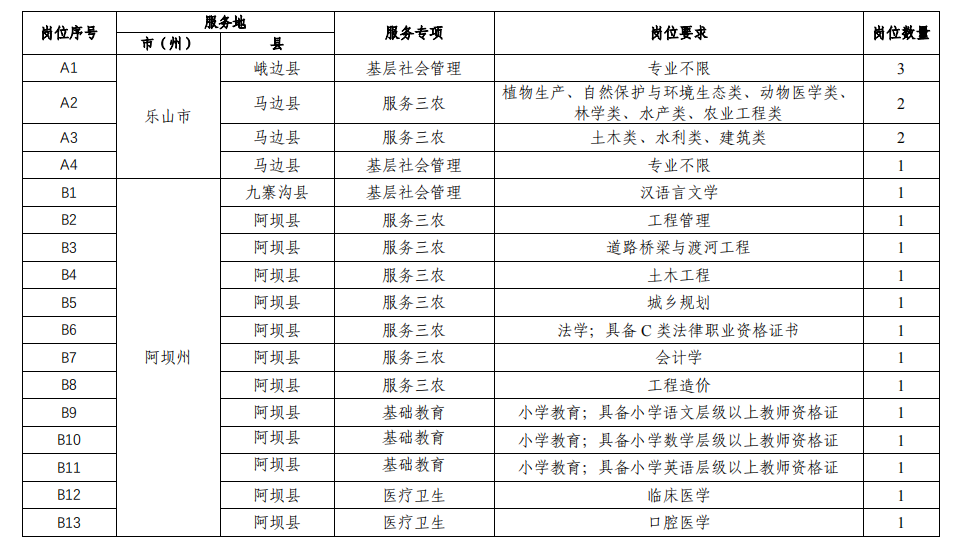 岗位序号 服务地 服务专项 岗位要求 岗位数量
市（州） 县
A1 乐山市 峨边县 基层社会管理 专业不限 3
A2 马边县 服务三农 植物生产、自然保护与环境生态类、动物医学类、
林学类、水产类、农业工程类 2
A3 马边县 服务三农 土木类、水利类、建筑类 2
A4 马边县 基层社会管理 专业不限 1
B1 阿坝州 九寨沟县 基层社会管理 汉语言文学 1
B2 阿坝县 服务三农 工程管理 1
B3 阿坝县 服务三农 道路桥梁与渡河工程 1
B4 阿坝县 服务三农 土木工程 1
B5 阿坝县 服务三农 城乡规划 1
B6 阿坝县 服务三农 法学；具备 C 类法律职业资格证书 1
B7 阿坝县 服务三农 会计学 1
B8 阿坝县 服务三农 工程造价 1
B9 阿坝县 基础教育 小学教育；具备小学语文层级以上教师资格证 1
B10 阿坝县 基础教育 小学教育；具备小学数学层级以上教师资格证 1
B11 阿坝县 基础教育 小学教育；具备小学英语层级以上教师资格证 1
B12 阿坝县 医疗卫生 临床医学 1
B13 阿坝县 医疗卫生 口腔医学 1